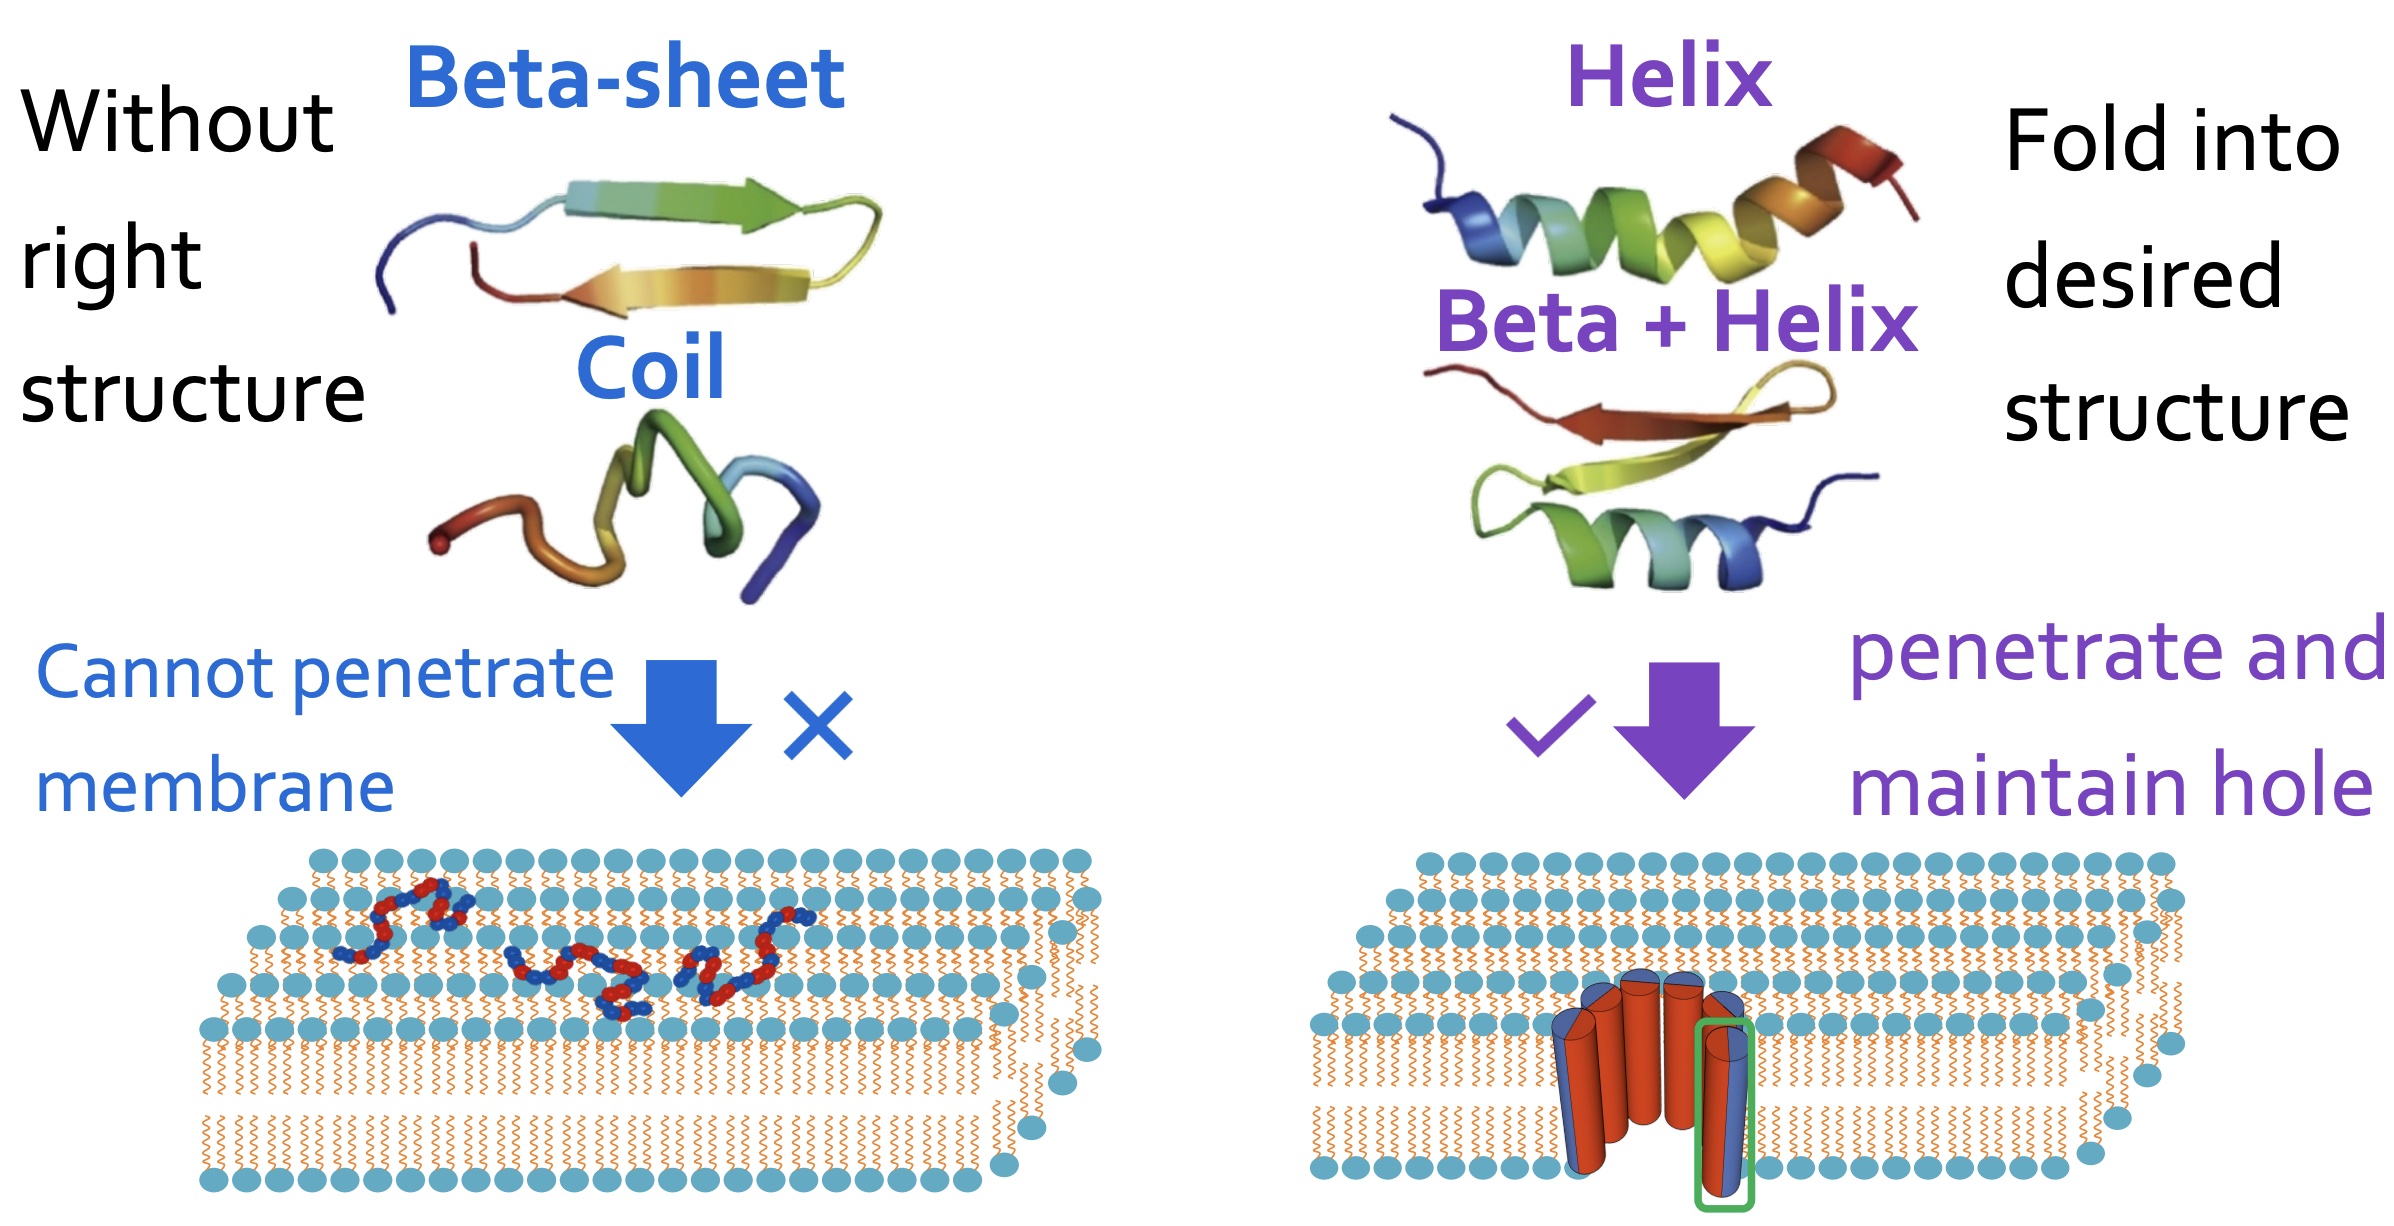 Without
right
structure
Beta-sheet
Coil
Cannot penetrate
membrane
Helix
Beta + Helix
Fold into
desired
structure
penetrate and
maintain hole